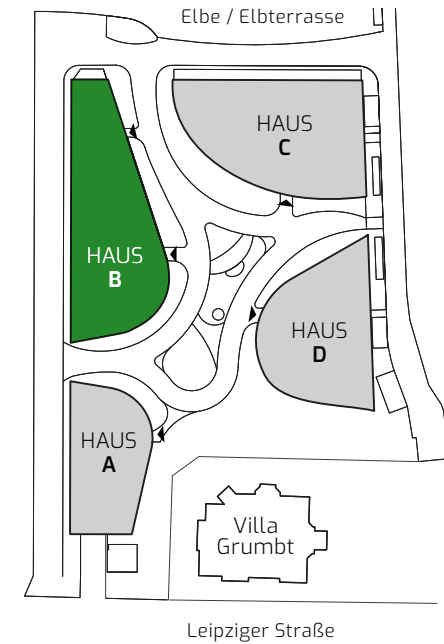 Elbe / Elbterrasse
HAUS
C
HAUS
B
HAUS
D
HAUS
A
Villa
Grumbt
Leipziger Straße